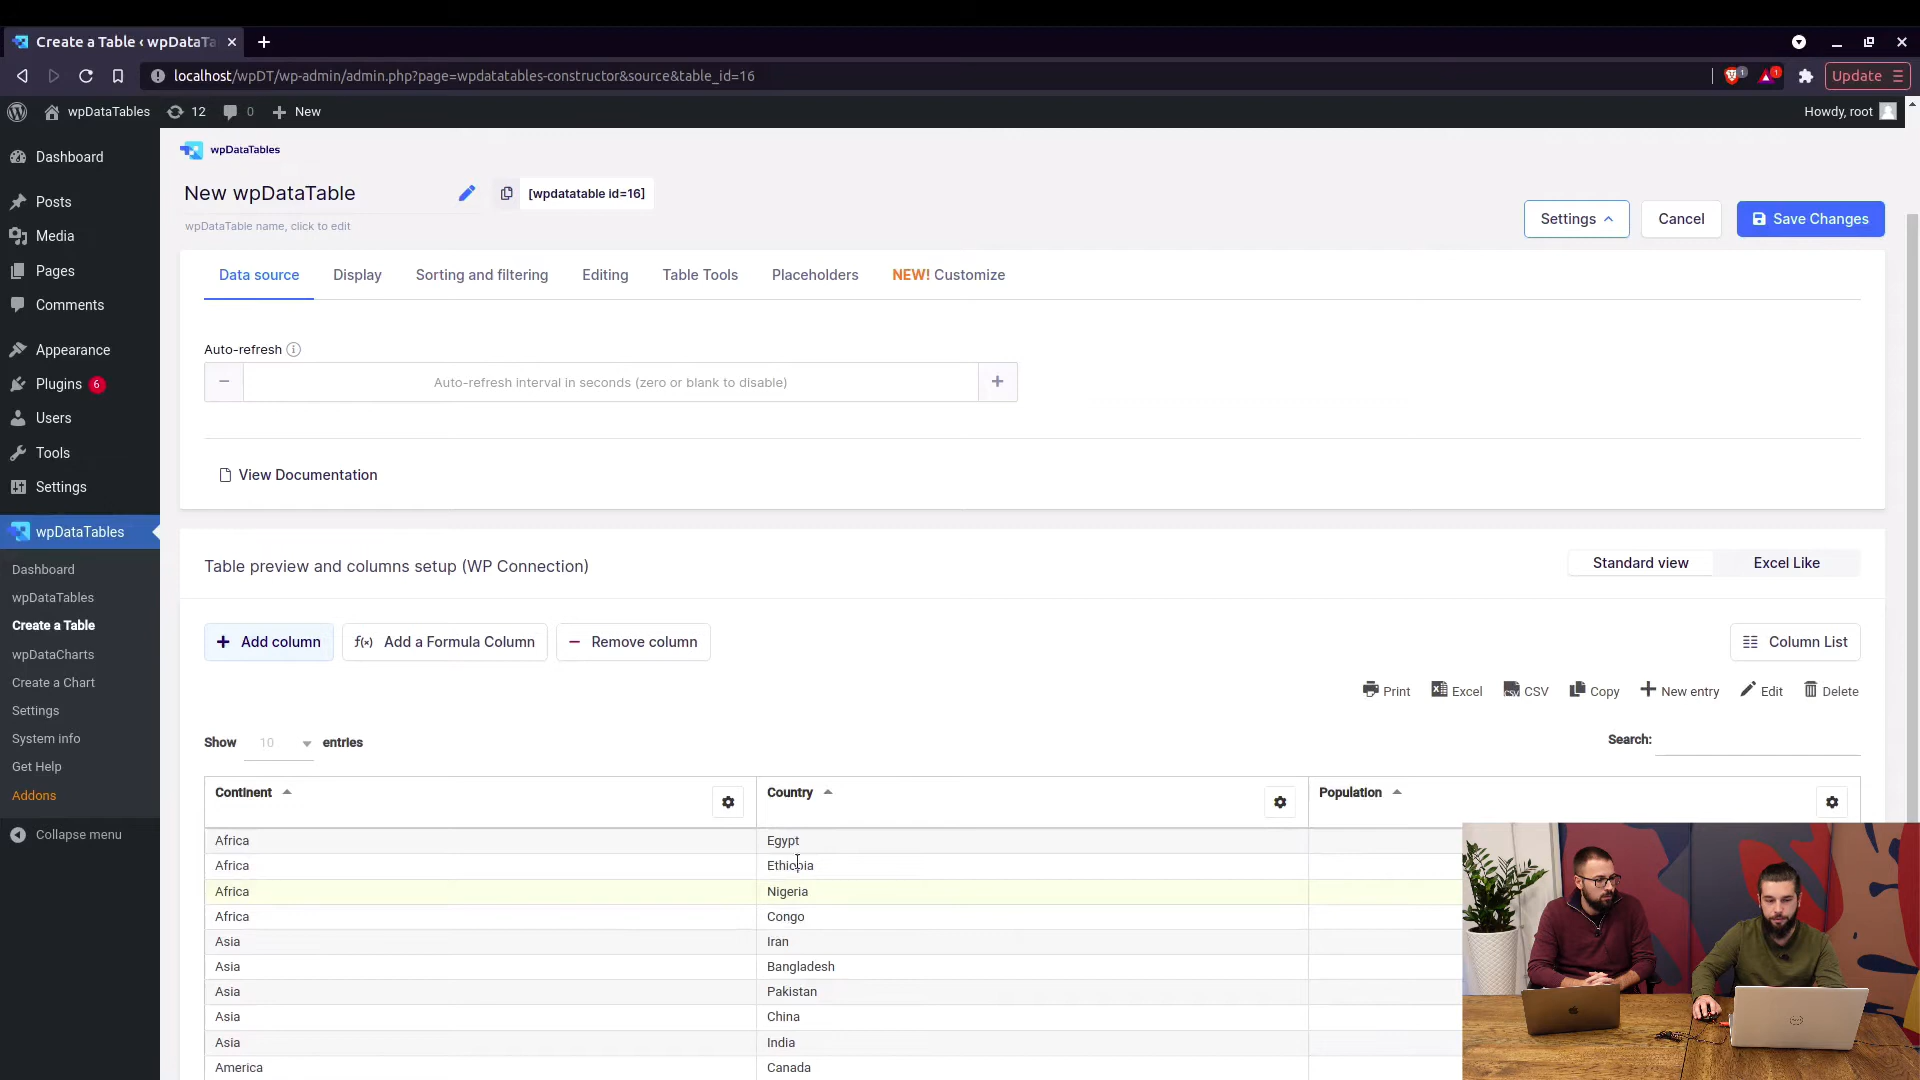 Create a Table ‹ wpDataTa
localhost/wpDT/wp-admin/admin.php?page=wpdatatables-constructor&source&table_id=16
1
1
Update
wpDataTables
12
0
New
Howdy, root
Dashboard
Posts
Media
Pages
Comments
Appearance
Plugins 6
Users
Tools
Settings
wpDataTables
Dashboard
wpDataTables
Create a Table
wpDataCharts
Create a Chart
Settings
System info
Get Help
Addons
Collapse menu
wpDataTables
New wpDataTable
[wpdatatable id=16]
wpDataTable name, click to edit
Settings
Cancel
Save Changes
Data source
Display
Sorting and filtering
Editing
Table Tools
Placeholders
NEW! Customize
Auto-refresh
Auto-refresh interval in seconds (zero or blank to disable)
View Documentation
Table preview and columns setup (WP Connection)
Standard view
Excel Like
Add column
f(x) Add a Formula Column
Remove column
Column List
Print
Excel
CSV
Copy
New entry
Edit
Delete
Show 10 entries
Search:
Continent
Country
Population
Africa
Egypt
Africa
Ethiopia
Africa
Nigeria
Africa
Congo
Asia
Iran
Asia
Bangladesh
Asia
Pakistan
Asia
China
Asia
India
America
Canada